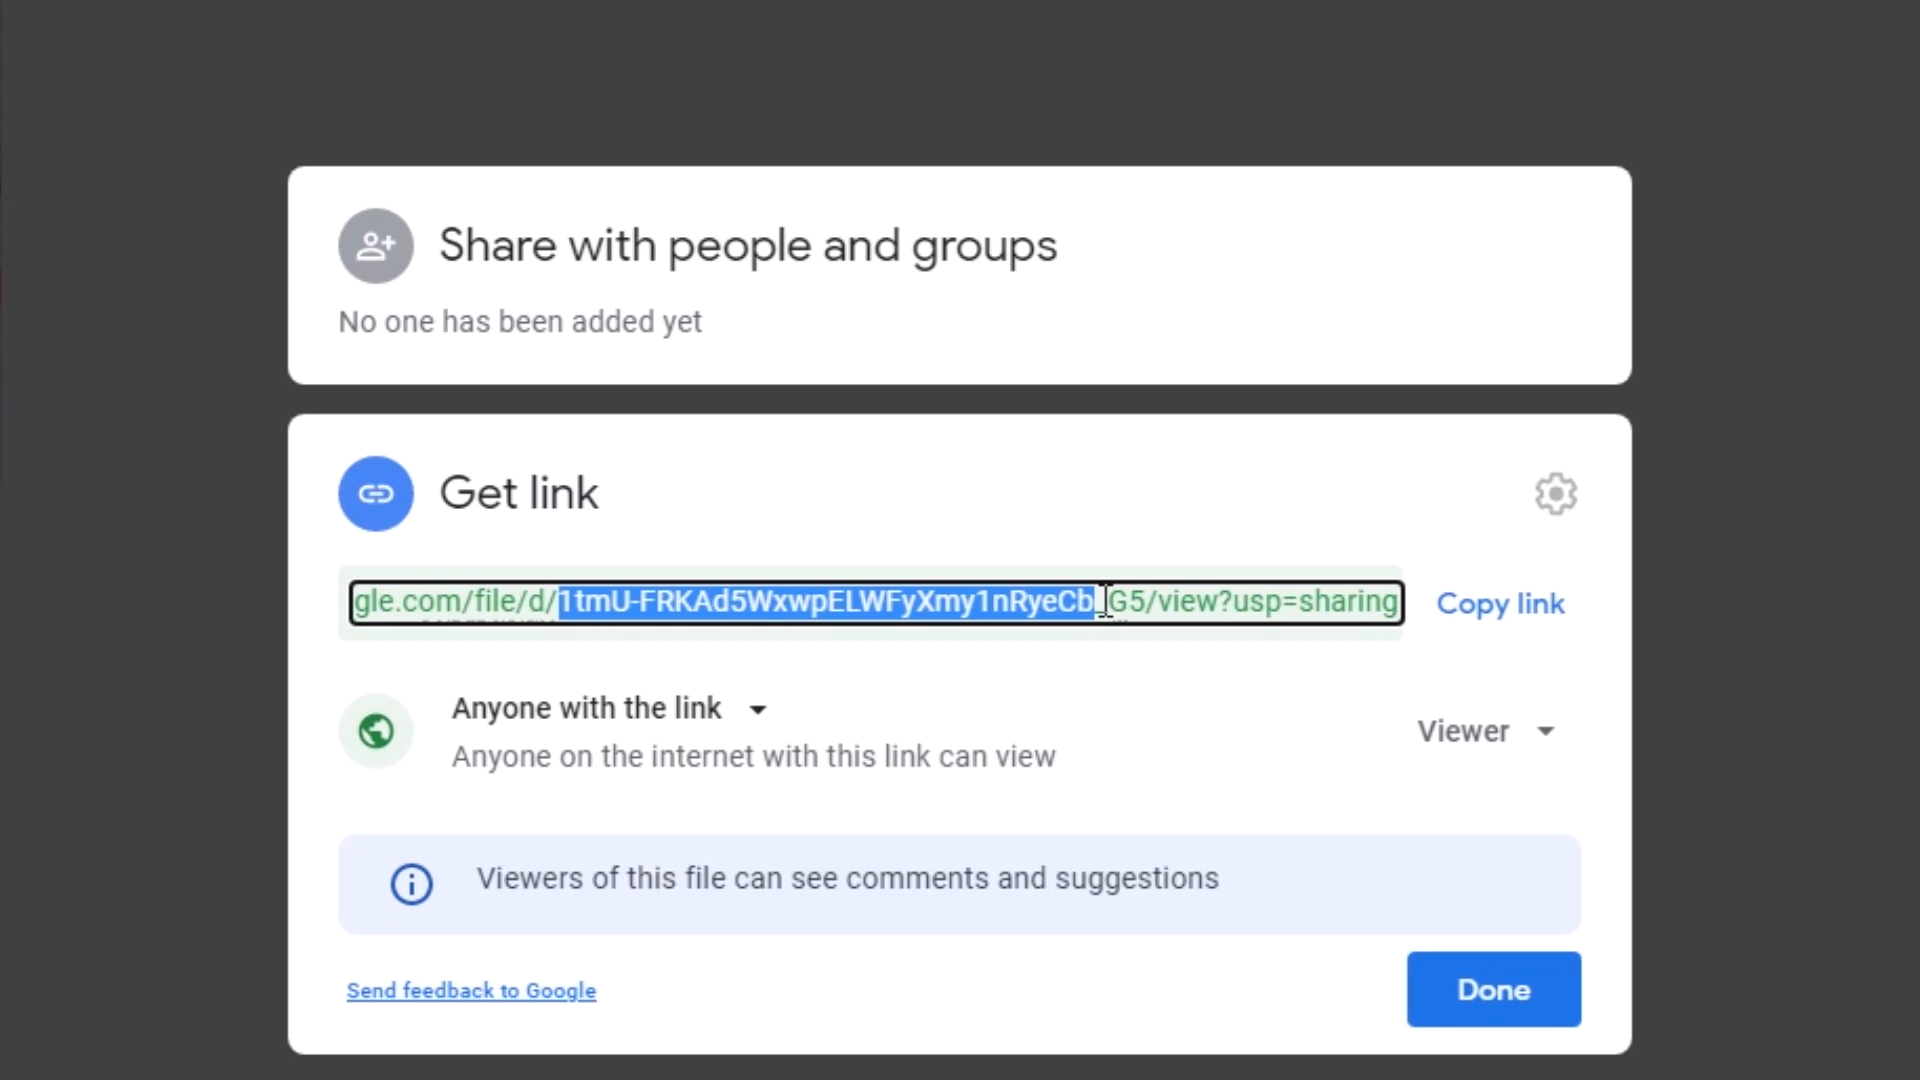 Share with people and groups
No one has been added yet
Get link
gle.com/file/d/1tmU-FRKAd5WxwpELWFyXmy1nRyeCb_G5/view?usp=sharing
Copy link
Anyone with the link
Anyone on the internet with this link can view
Viewer
Viewers of this file can see comments and suggestions
Send feedback to Google
Done